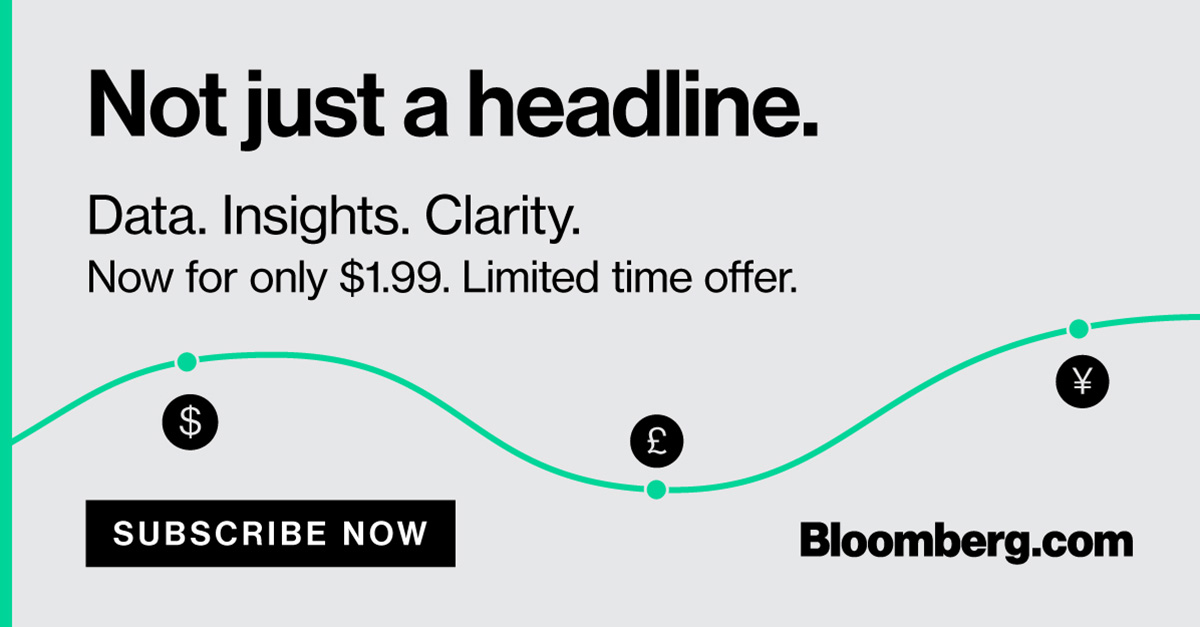 Not just a headline.
Data. Insights. Clarity.
Now for only $1.99. Limited time offer.
$
£
¥
SUBSCRIBE NOW
Bloomberg.com